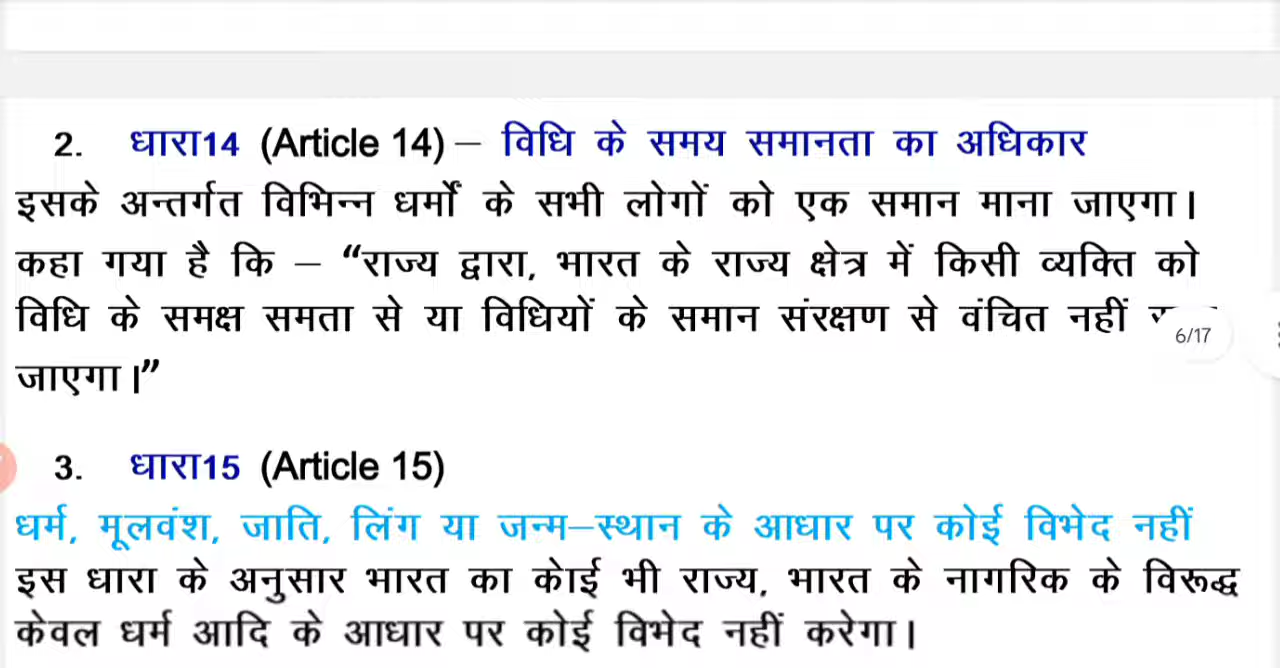 2. धारा14 (Article 14) – विधि के समय समानता का अधिकार
इसके अन्तर्गत विभिन्न धर्मों के सभी लोगों को एक समान माना जाएगा।
कहा गया है कि – “राज्य द्वारा, भारत के राज्य क्षेत्र में किसी व्यक्ति को
विधि के समक्ष समता से या विधियों के समान संरक्षण से वंचित नहीं
6/17
जाएगा।”
3. धारा15 (Article 15)
धर्म, मूलवंश, जाति, लिंग या जन्म–स्थान के आधार पर कोई विभेद नहीं
इस धारा के अनुसार भारत का कोई भी राज्य, भारत के नागरिक के विरूद्ध
केवल धर्म आदि के आधार पर कोई विभेद नहीं करेगा।